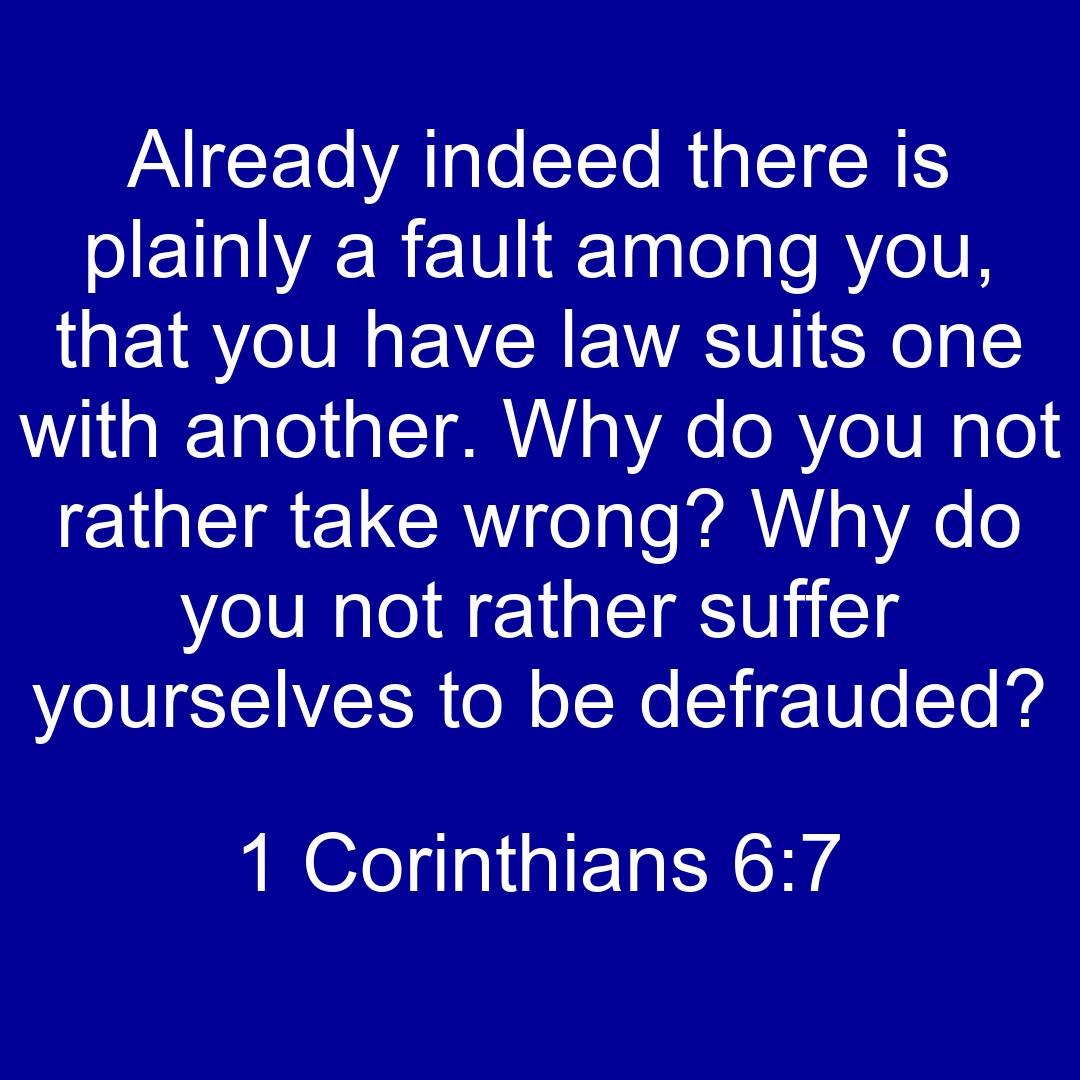 Already indeed there is
plainly a fault among you,
that you have law suits one
with another. Why do you not
rather take wrong? Why do
you not rather suffer
yourselves to be defrauded?
1 Corinthians 6:7